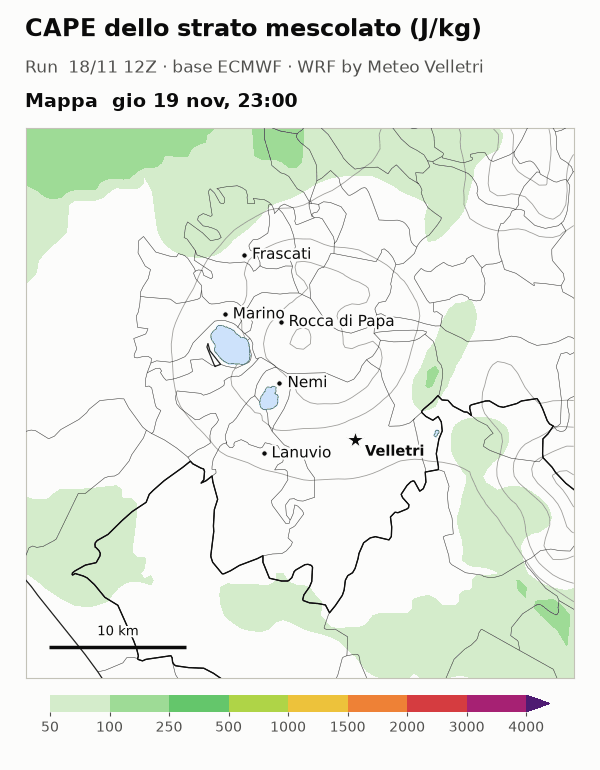 CAPE dello strato mescolato (J/kg)
Run  18/11 12Z · base ECMWF · WRF by Meteo Velletri
Mappa  gio 19 nov, 23:00
Frascati
Marino
Rocca di Papa
Nemi
Velletri
Lanuvio
10 km
50 100 250 500 1000 1500 2000 3000 4000